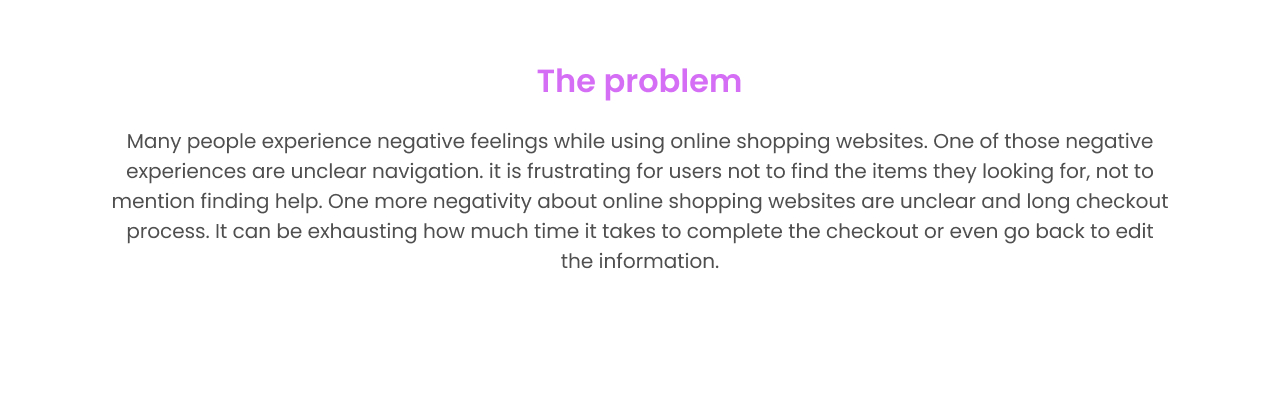 The problem
Many people experience negative feelings while using online shopping websites. One of those negative
experiences are unclear navigation. it is frustrating for users not to find the items they looking for, not to
mention finding help. One more negativity about online shopping websites are unclear and long checkout
process. It can be exhausting how much time it takes to complete the checkout or even go back to edit
the information.